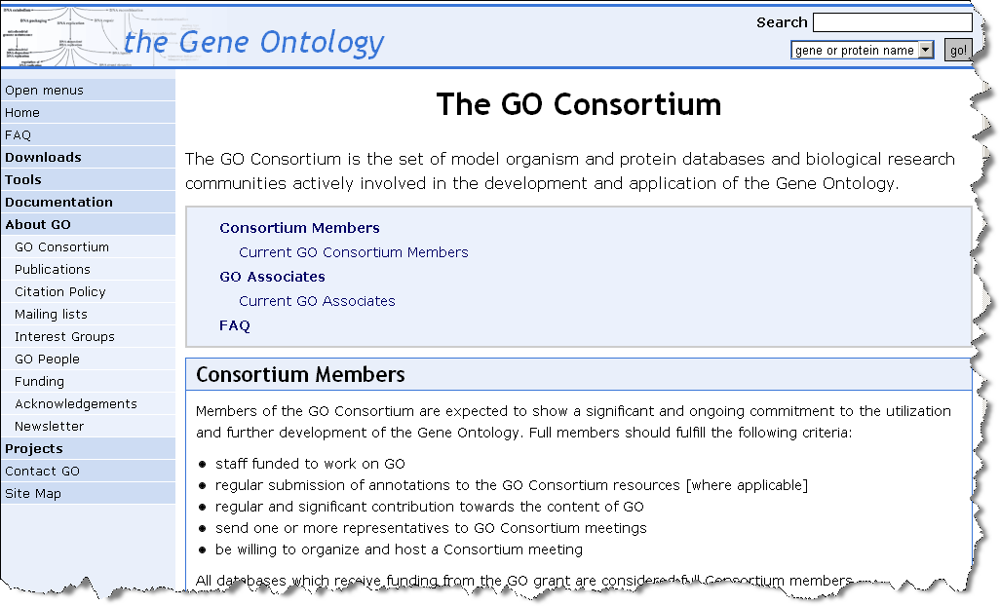 the Gene Ontology
Search
gene or protein name
go!
Open menus
Home
FAQ
Downloads
Tools
Documentation
About GO
GO Consortium
Publications
Citation Policy
Mailing lists
Interest Groups
GO People
Funding
Acknowledgements
Newsletter
Projects
Contact GO
Site Map
The GO Consortium
The GO Consortium is the set of model organism and protein databases and biological research
communities actively involved in the development and application of the Gene Ontology.
Consortium Members
Current GO Consortium Members
GO Associates
Current GO Associates
FAQ
Consortium Members
Members of the GO Consortium are expected to show a significant and ongoing commitment to the utilization
and further development of the Gene Ontology. Full members should fulfill the following criteria:
• staff funded to work on GO
• regular submission of annotations to the GO Consortium resources [where applicable]
• regular and significant contribution towards the content of GO
• send one or more representatives to GO Consortium meetings
• be willing to organize and host a Consortium meeting
All databases which receive funding from the GO grant are considered full Consortium members